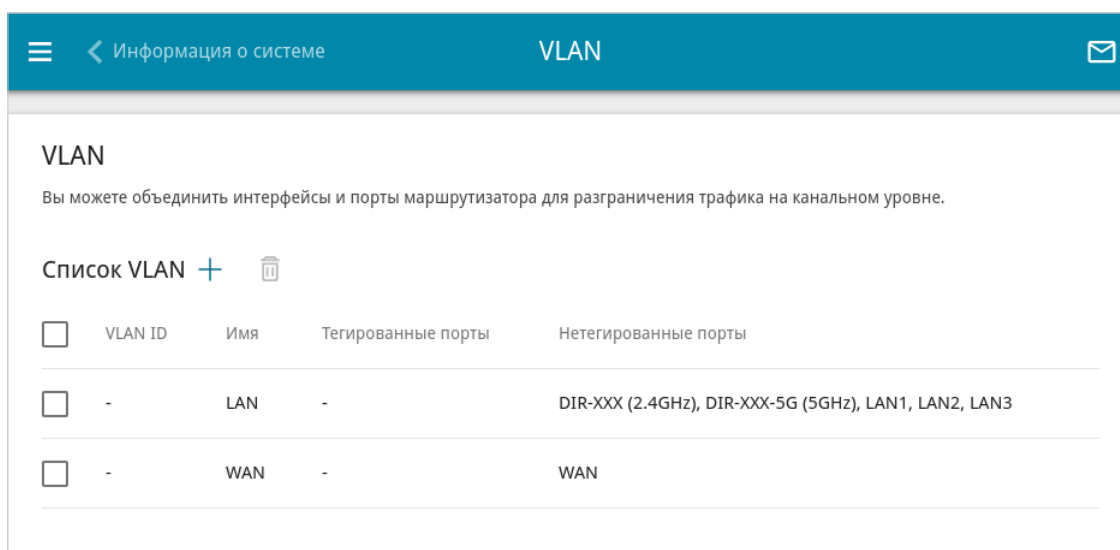 Информация о системе VLAN
VLAN
Вы можете объединить интерфейсы и порты маршрутизатора для разграничения трафика на канальном уровне.
Список VLAN
VLAN ID Имя Тегированные порты Нетегированные порты
- LAN - DIR-XXX (2.4GHz), DIR-XXX-5G (5GHz), LAN1, LAN2, LAN3
- WAN - WAN